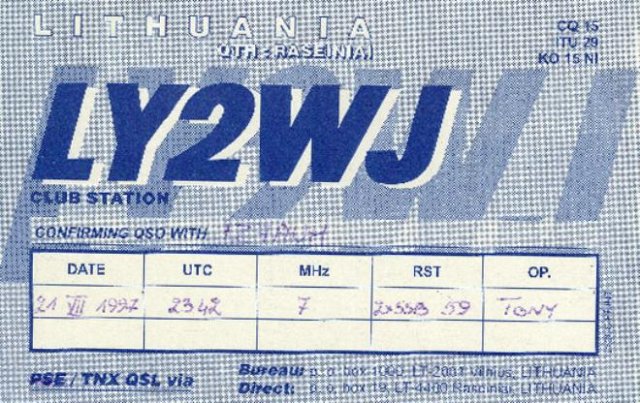 LITHUANIA
QTH : RASEINIAI
CQ 15
ITU 29
KO 15 NI
LY2WJ
CLUB STATION
CONFIRMING QSO WITH
DATE UTC MHz RST OP.
21 VII 1997 2342 7 2xSSB 59 TONY
PSE / TNX QSL via
Bureau: p. o. box 1000, LT-2001 Vilnius, LITHUANIA
Direct: p. o. box 19, LT-4400 Raseiniai, LITHUANIA